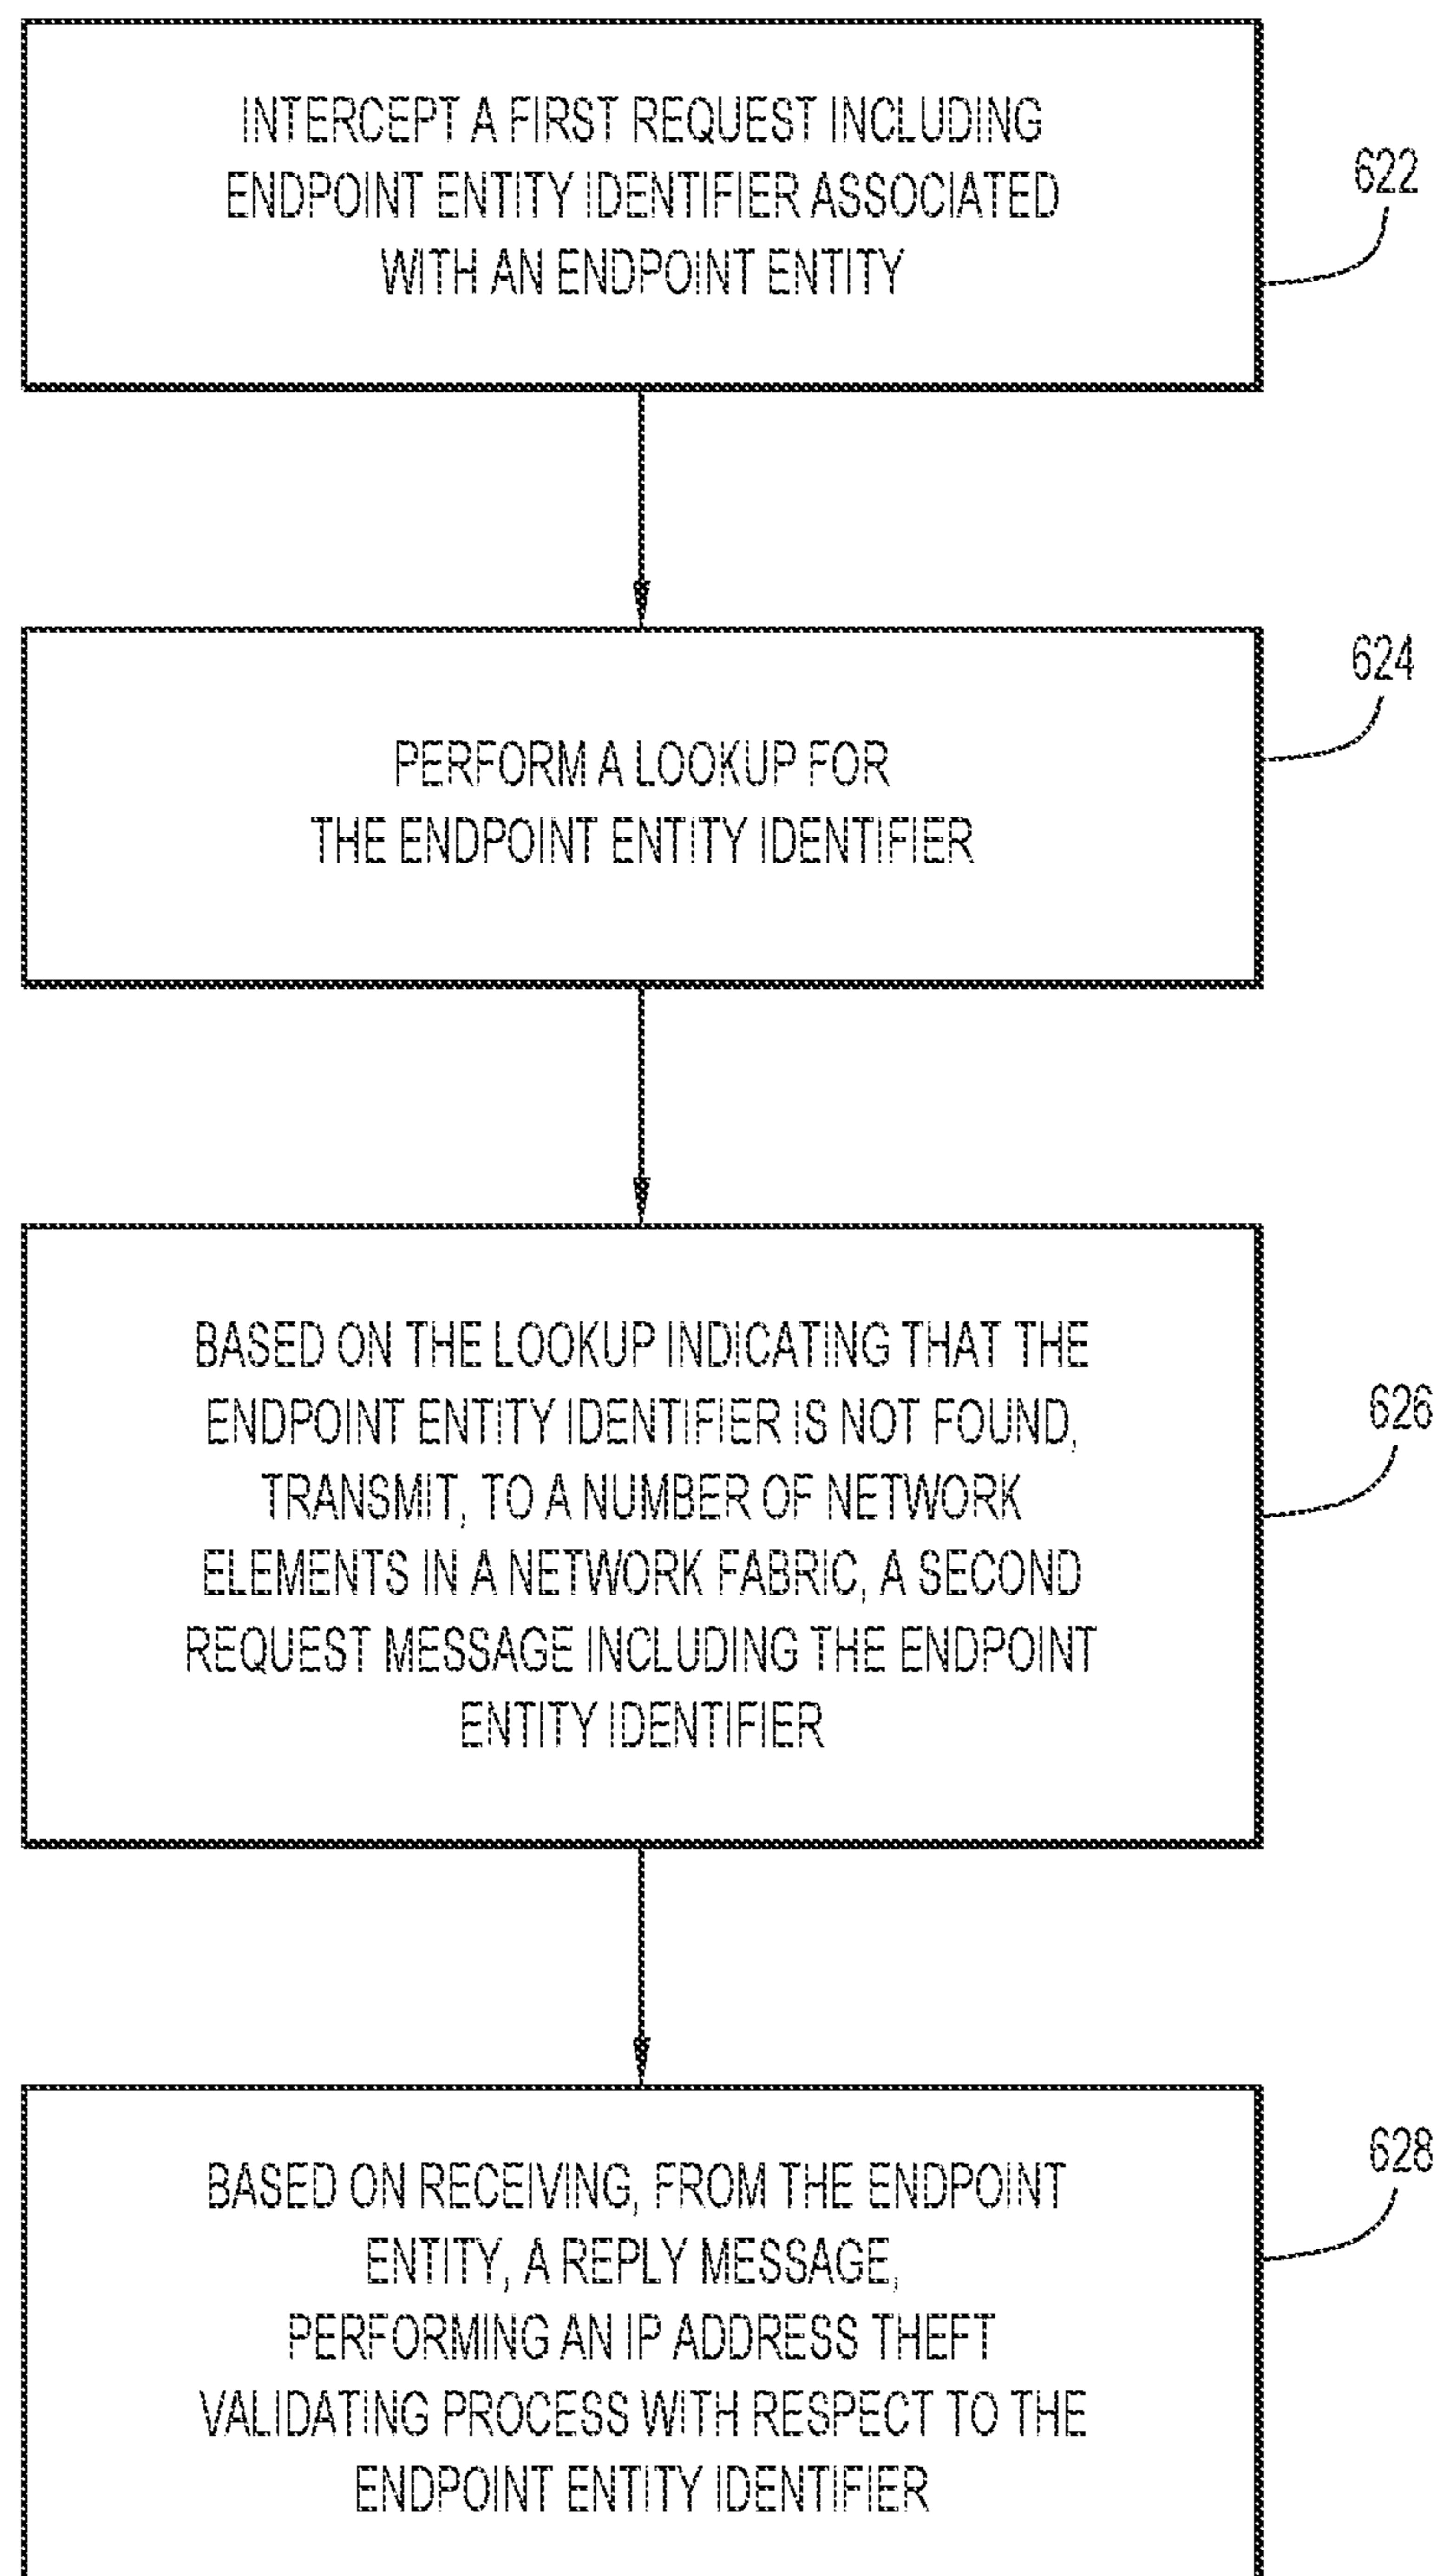 INTERCEPT A FIRST REQUEST INCLUDING
ENDPOINT ENTITY IDENTIFIER ASSOCIATED
WITH AN ENDPOINT ENTITY
622
PERFORM A LOOKUP FOR
THE ENDPOINT ENTITY IDENTIFIER
624
BASED ON THE LOOKUP INDICATING THAT THE
ENDPOINT ENTITY IDENTIFIER IS NOT FOUND,
TRANSMIT, TO A NUMBER OF NETWORK
ELEMENTS IN A NETWORK FABRIC, A SECOND
REQUEST MESSAGE INCLUDING THE ENDPOINT
ENTITY IDENTIFIER
626
BASED ON RECEIVING, FROM THE ENDPOINT
ENTITY, A REPLY MESSAGE,
PERFORMING AN IP ADDRESS THEFT
VALIDATING PROCESS WITH RESPECT TO THE
ENDPOINT ENTITY IDENTIFIER
628